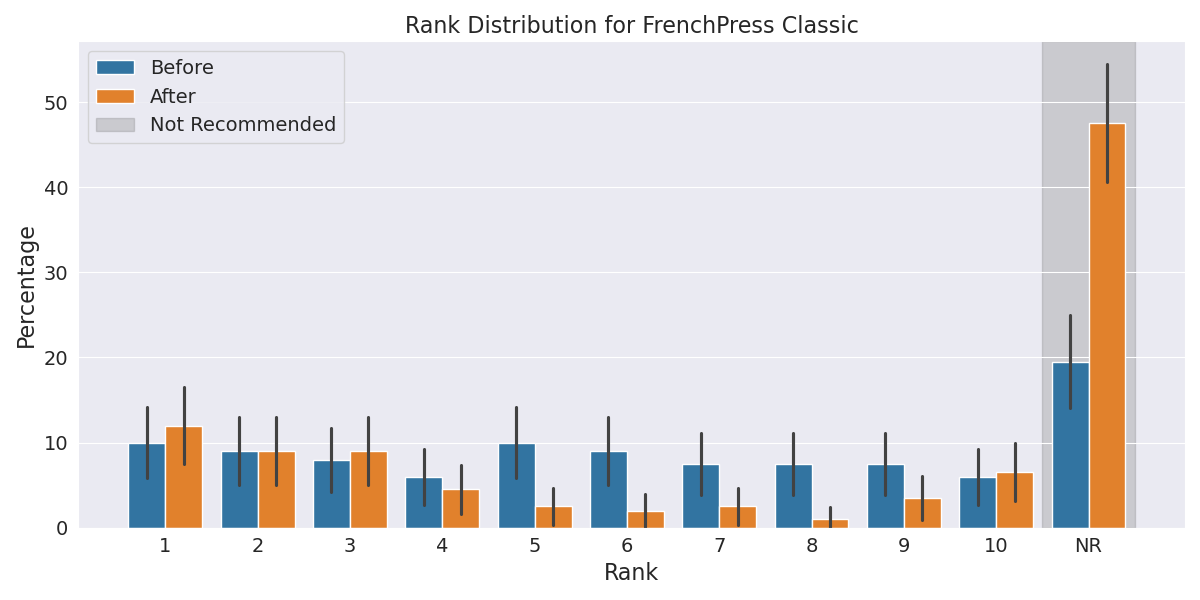 Rank Distribution for FrenchPress Classic
Before
After
Not Recommended
Percentage
50
40
30
20
10
0
1 2 3 4 5 6 7 8 9 10 NR
Rank